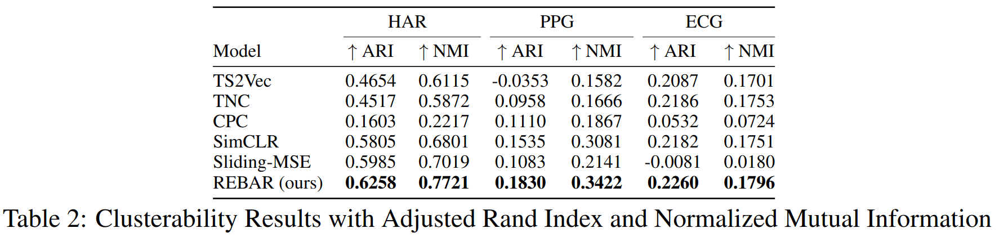 HAR PPG ECG
Model ↑ ARI ↑ NMI ↑ ARI ↑ NMI ↑ ARI ↑ NMI
TS2Vec 0.4654 0.6115 -0.0353 0.1582 0.2087 0.1701
TNC 0.4517 0.5872 0.0958 0.1666 0.2186 0.1753
CPC 0.1603 0.2217 0.1110 0.1867 0.0532 0.0724
SimCLR 0.5805 0.6801 0.1535 0.3081 0.2182 0.1751
Sliding-MSE 0.5985 0.7019 0.1083 0.2141 -0.0081 0.0180
REBAR (ours) 0.6258 0.7721 0.1830 0.3422 0.2260 0.1796
Table 2: Clusterability Results with Adjusted Rand Index and Normalized Mutual Information